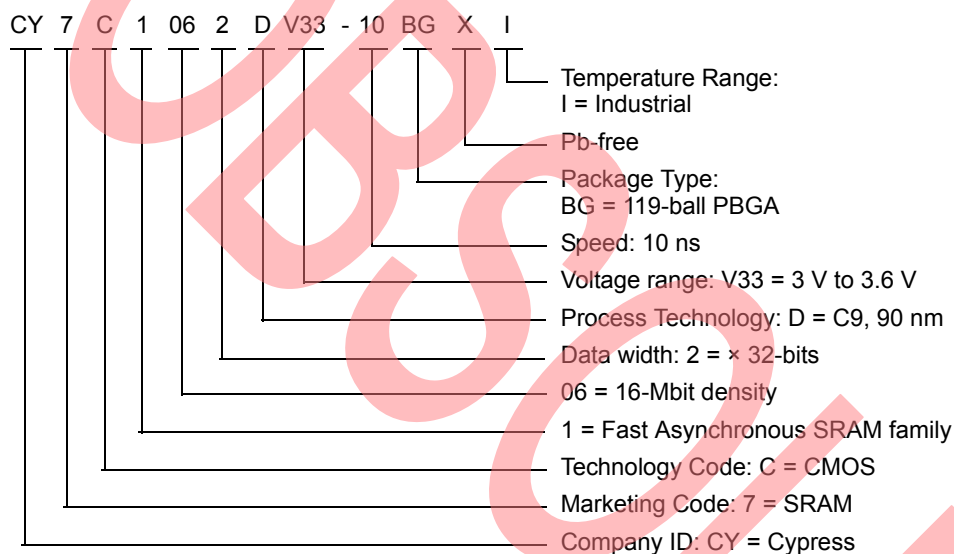 CY 7 C 1 06 2 D V33 - 10 BG X I
Temperature Range:
I = Industrial
Pb-free
Package Type:
BG = 119-ball PBGA
Speed: 10 ns
Voltage range: V33 = 3 V to 3.6 V
Process Technology: D = C9, 90 nm
Data width: 2 = × 32-bits
06 = 16-Mbit density
1 = Fast Asynchronous SRAM family
Technology Code: C = CMOS
Marketing Code: 7 = SRAM
Company ID: CY = Cypress